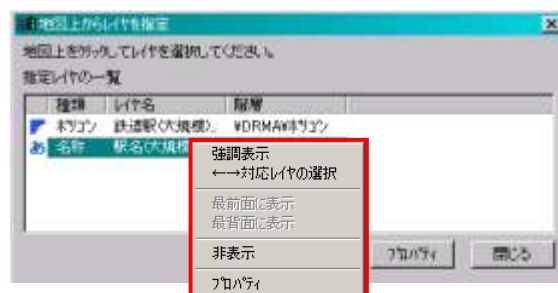 地図上からレイヤを指定
地図上をｸﾘｯｸしてレイヤを選択してください。
指定レイヤの一覧
種類 レイヤ名 階層
ﾎﾟﾘｺﾞﾝ 鉄道駅(大規模)_ ¥DRMA¥ﾎﾟﾘｺﾞﾝ
あ 名称 駅名(大規模
強調表示
←→対応レイヤの選択
最前面に表示
最背面に表示
非表示
ﾌﾟﾛﾊﾟﾃｨ 閉じる
ﾌﾟﾛﾊﾟﾃｨ